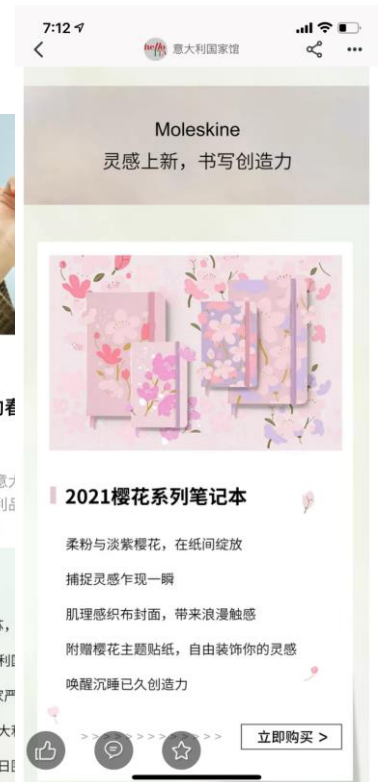 7:12
意大利国家馆
Moleskine
灵感上新，书写创造力
2021樱花系列笔记本
柔粉与淡紫樱花，在纸间绽放
捕捉灵感乍现一瞬
肌理感织布封面，带来浪漫触感
附赠樱花主题贴纸，自由装饰你的灵感
唤醒沉睡已久创造力
>>>>>>>>>>>>>
立即购买 >